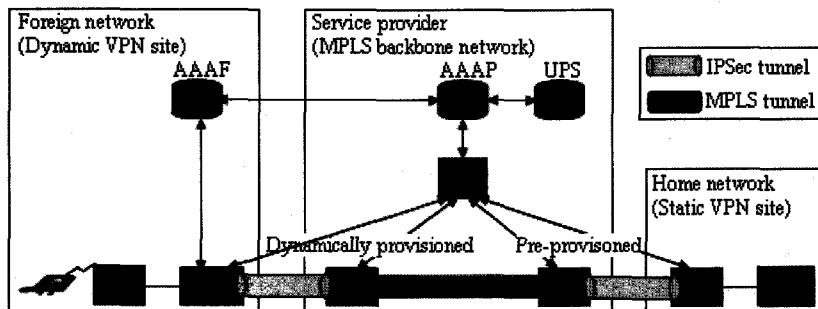 Foreign network
(Dynamic VPN site)
Service provider
(MPLS backbone network)
AAAF
AAAP
UPS
IPSec tunnel
MPLS tunnel
Home network
(Static VPN site)
Dynamically provisioned
Pre-provisoned